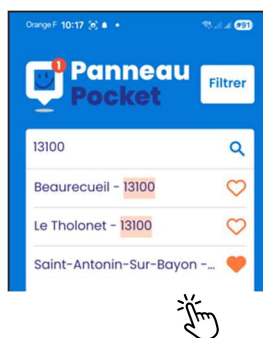 Orange F 10:17
91
1
Panneau
Pocket
Filtrer
13100
Beaurecueil - 13100
Le Tholonet - 13100
Saint-Antonin-Sur-Bayon -...